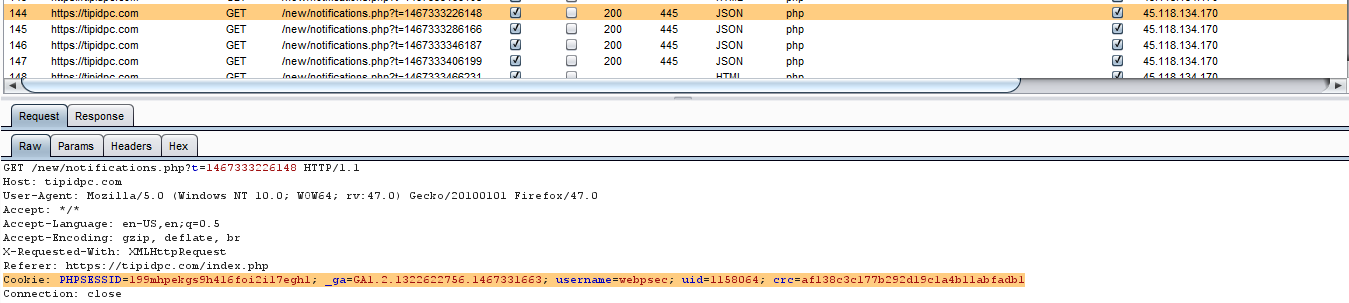 144 https://tipidpc.com GET /new/notifications.php?t=1467333226148 200 445 JSON php 45.118.134.170
145 https://tipidpc.com GET /new/notifications.php?t=1467333286166 200 445 JSON php 45.118.134.170
146 https://tipidpc.com GET /new/notifications.php?t=1467333346187 200 445 JSON php 45.118.134.170
147 https://tipidpc.com GET /new/notifications.php?t=1467333406199 200 445 JSON php 45.118.134.170
148 https://tipidpc.com GET /new/notifications.php?t=1467333466231 HTML php 45.118.134.170
Request Response
Raw Params Headers Hex
GET /new/notifications.php?t=1467333226148 HTTP/1.1
Host: tipidpc.com
User-Agent: Mozilla/5.0 (Windows NT 10.0; WOW64; rv:47.0) Gecko/20100101 Firefox/47.0
Accept: */*
Accept-Language: en-US,en;q=0.5
Accept-Encoding: gzip, deflate, br
X-Requested-With: XMLHttpRequest
Referer: https://tipidpc.com/index.php
Cookie: PHPSESSID=199mhpekgs9h416foi2i17egh1; _ga=GA1.2.1322622756.1467331663; username=webpsec; uid=1158064; crc=af138c3c177b292d19c1a4b11abfadb1
Connection: close